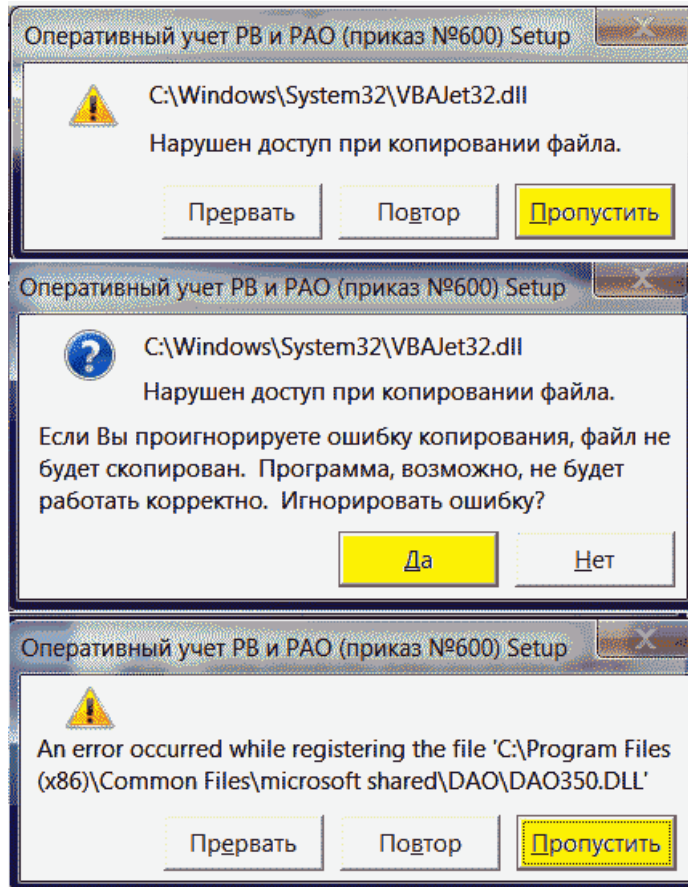 Оперативный учет РВ и РАО (приказ №600) Setup
C:\Windows\System32\VBAJet32.dll
Нарушен доступ при копировании файла.
Прервать Повтор Пропустить
Оперативный учет РВ и РАО (приказ №600) Setup
C:\Windows\System32\VBAJet32.dll
Нарушен доступ при копировании файла.
Если Вы проигнорируете ошибку копирования, файл не
будет скопирован. Программа, возможно, не будет
работать корректно. Игнорировать ошибку?
Да Нет
Оперативный учет РВ и РАО (приказ №600) Setup
An error occurred while registering the file 'C:\Program Files
(x86)\Common Files\microsoft shared\DAO\DAO350.DLL'
Прервать Повтор Пропустить